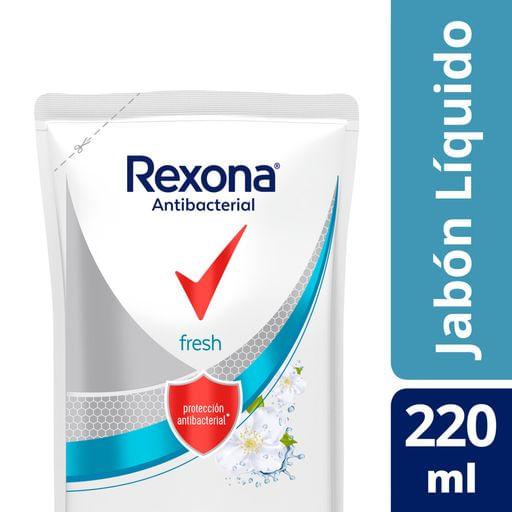 Rexona®
Antibacterial
fresh
protección
antibacterial*
Jabón Líquido
220
ml